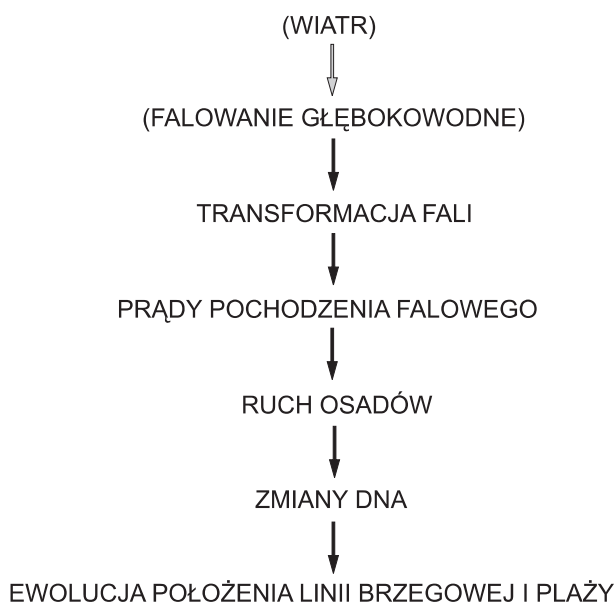 (WIATR)
(FALOWANIE GŁĘBOKOWODNE)
TRANSFORMACJA FALI
PRĄDY POCHODZENIA FALOWEGO
RUCH OSADÓW
ZMIANY DNA
EWOLUCJA POŁOŻENIA LINII BRZEGOWEJ I PLAŻY